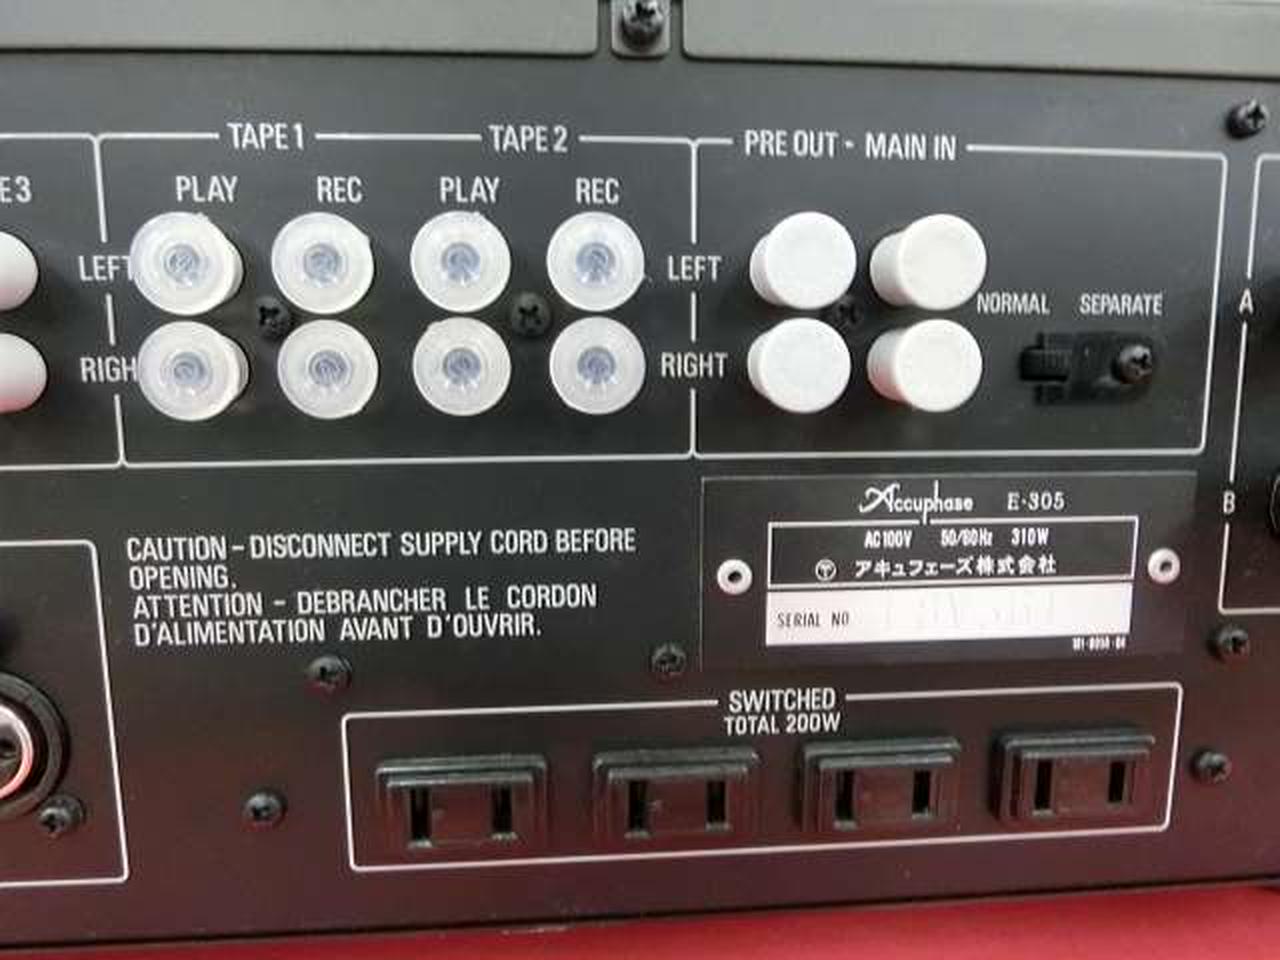 TAPE 1 TAPE 2 PRE OUT · MAIN IN
E 3 PLAY REC PLAY REC
LEFT LEFT
NORMAL SEPARATE A
RIGH RIGHT
B
Accuphase E-305
AC100V 50/60Hz 310W
アキュフェーズ株式会社
SERIAL NO
CAUTION – DISCONNECT SUPPLY CORD BEFORE
OPENING.
ATTENTION – DEBRANCHER LE CORDON
D'ALIMENTATION AVANT D'OUVRIR.
SWITCHED
TOTAL 200W